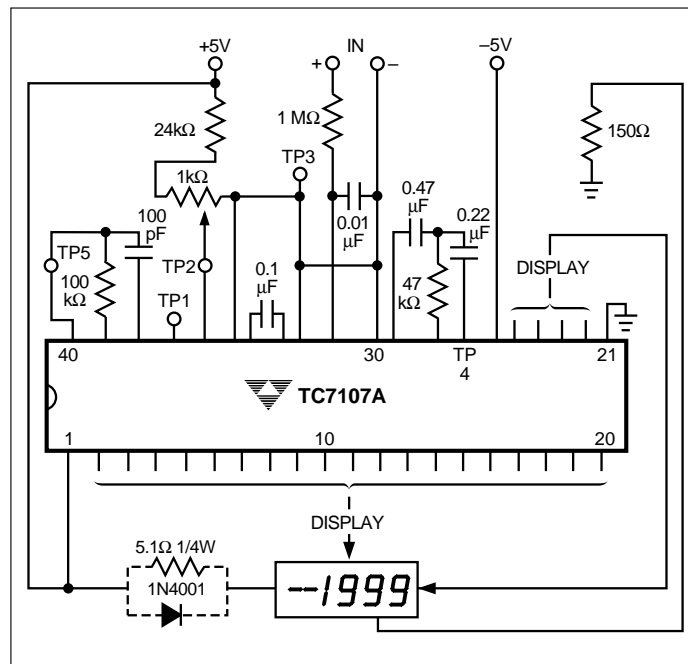 +5V
+ IN –
–5V
24kΩ
1 MΩ
150Ω
TP3
1kΩ
0.47
µF
0.22
µF
0.01
µF
100
pF
TP5
TP2
DISPLAY
100
kΩ
TP1
0.1
µF
47
kΩ
40
30
TP
4
21
TC7107A
1
10
20
DISPLAY
5.1Ω 1/4W
1N4001
--1999